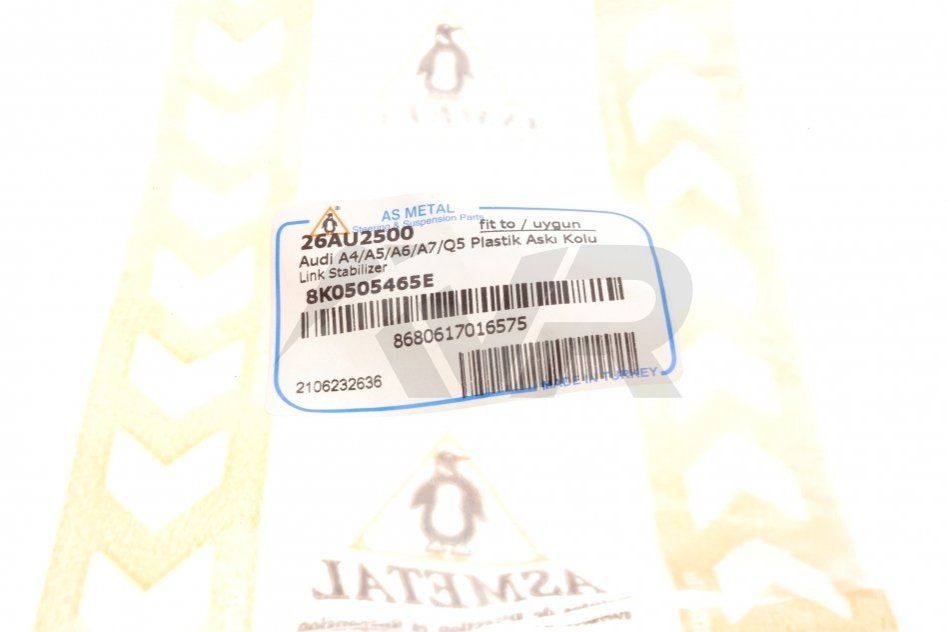 AS METAL
Steering & Suspension Parts
26AU2500
fit to / uygun
Audi A4/A5/A6/A7/Q5 Plastik Askı Kolu
Link Stabilizer
8K0505465E
8680617016575
2106232636
MADE IN TURKEY
VR
ASMETAL